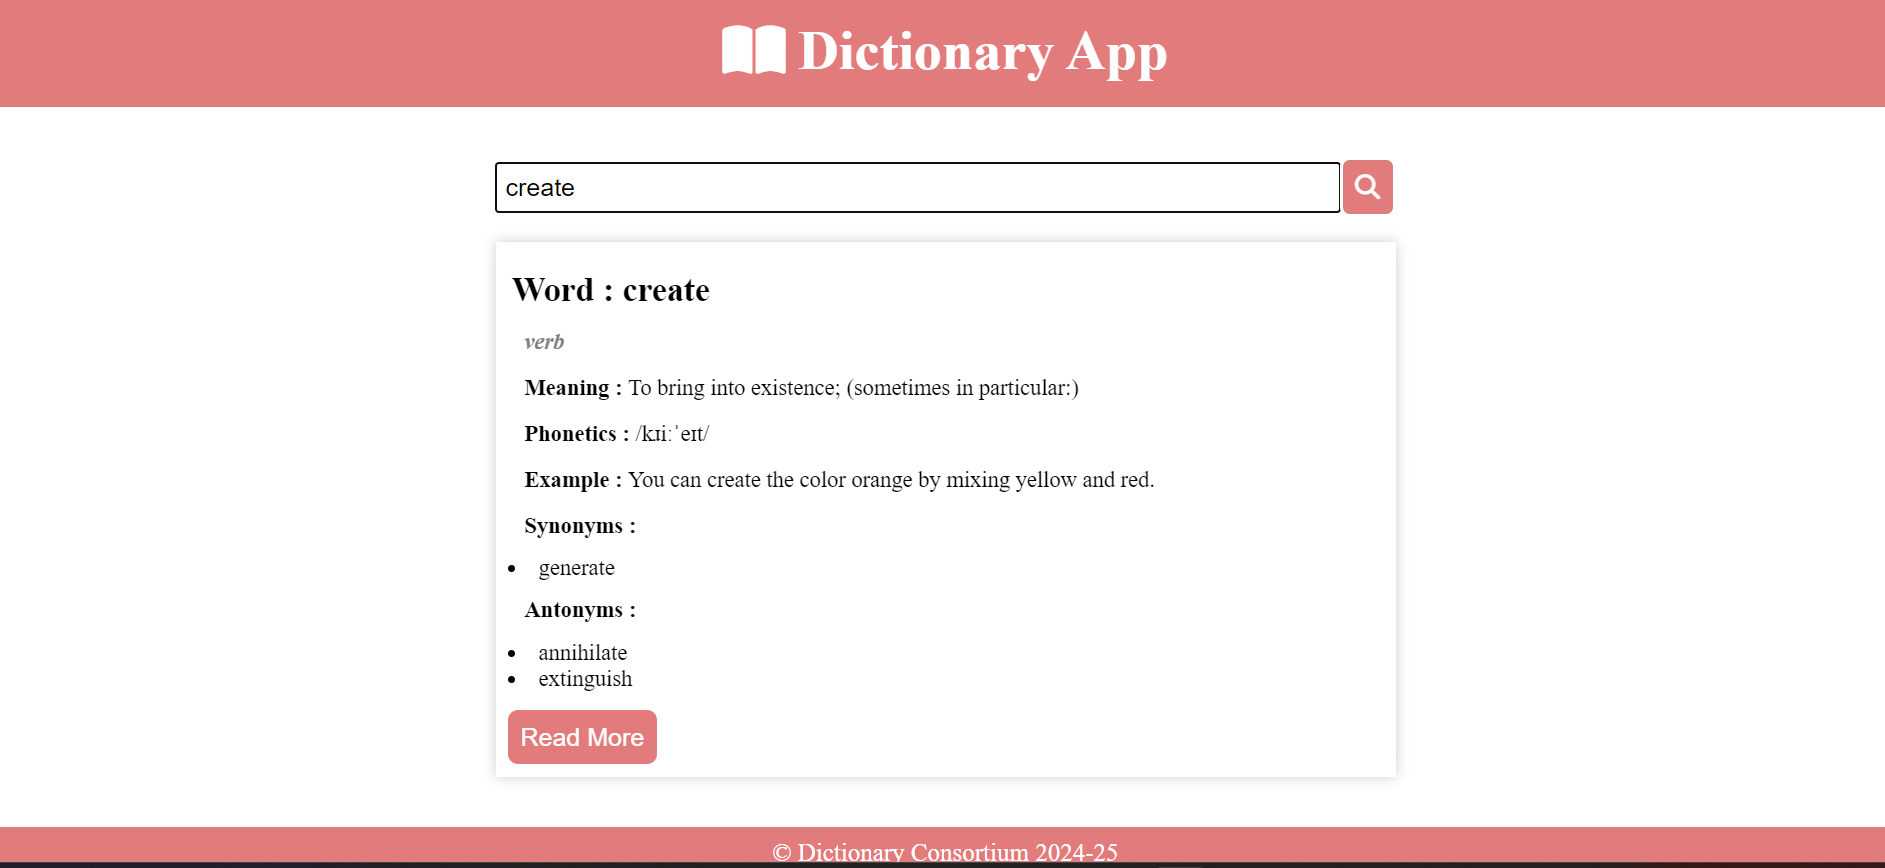 Dictionary App
create
Word : create
verb
Meaning : To bring into existence; (sometimes in particular:)
Phonetics : /kɹiːˈeɪt/
Example : You can create the color orange by mixing yellow and red.
Synonyms :
• generate
Antonyms :
• annihilate
• extinguish
Read More
© Dictionary Consortium 2024-25